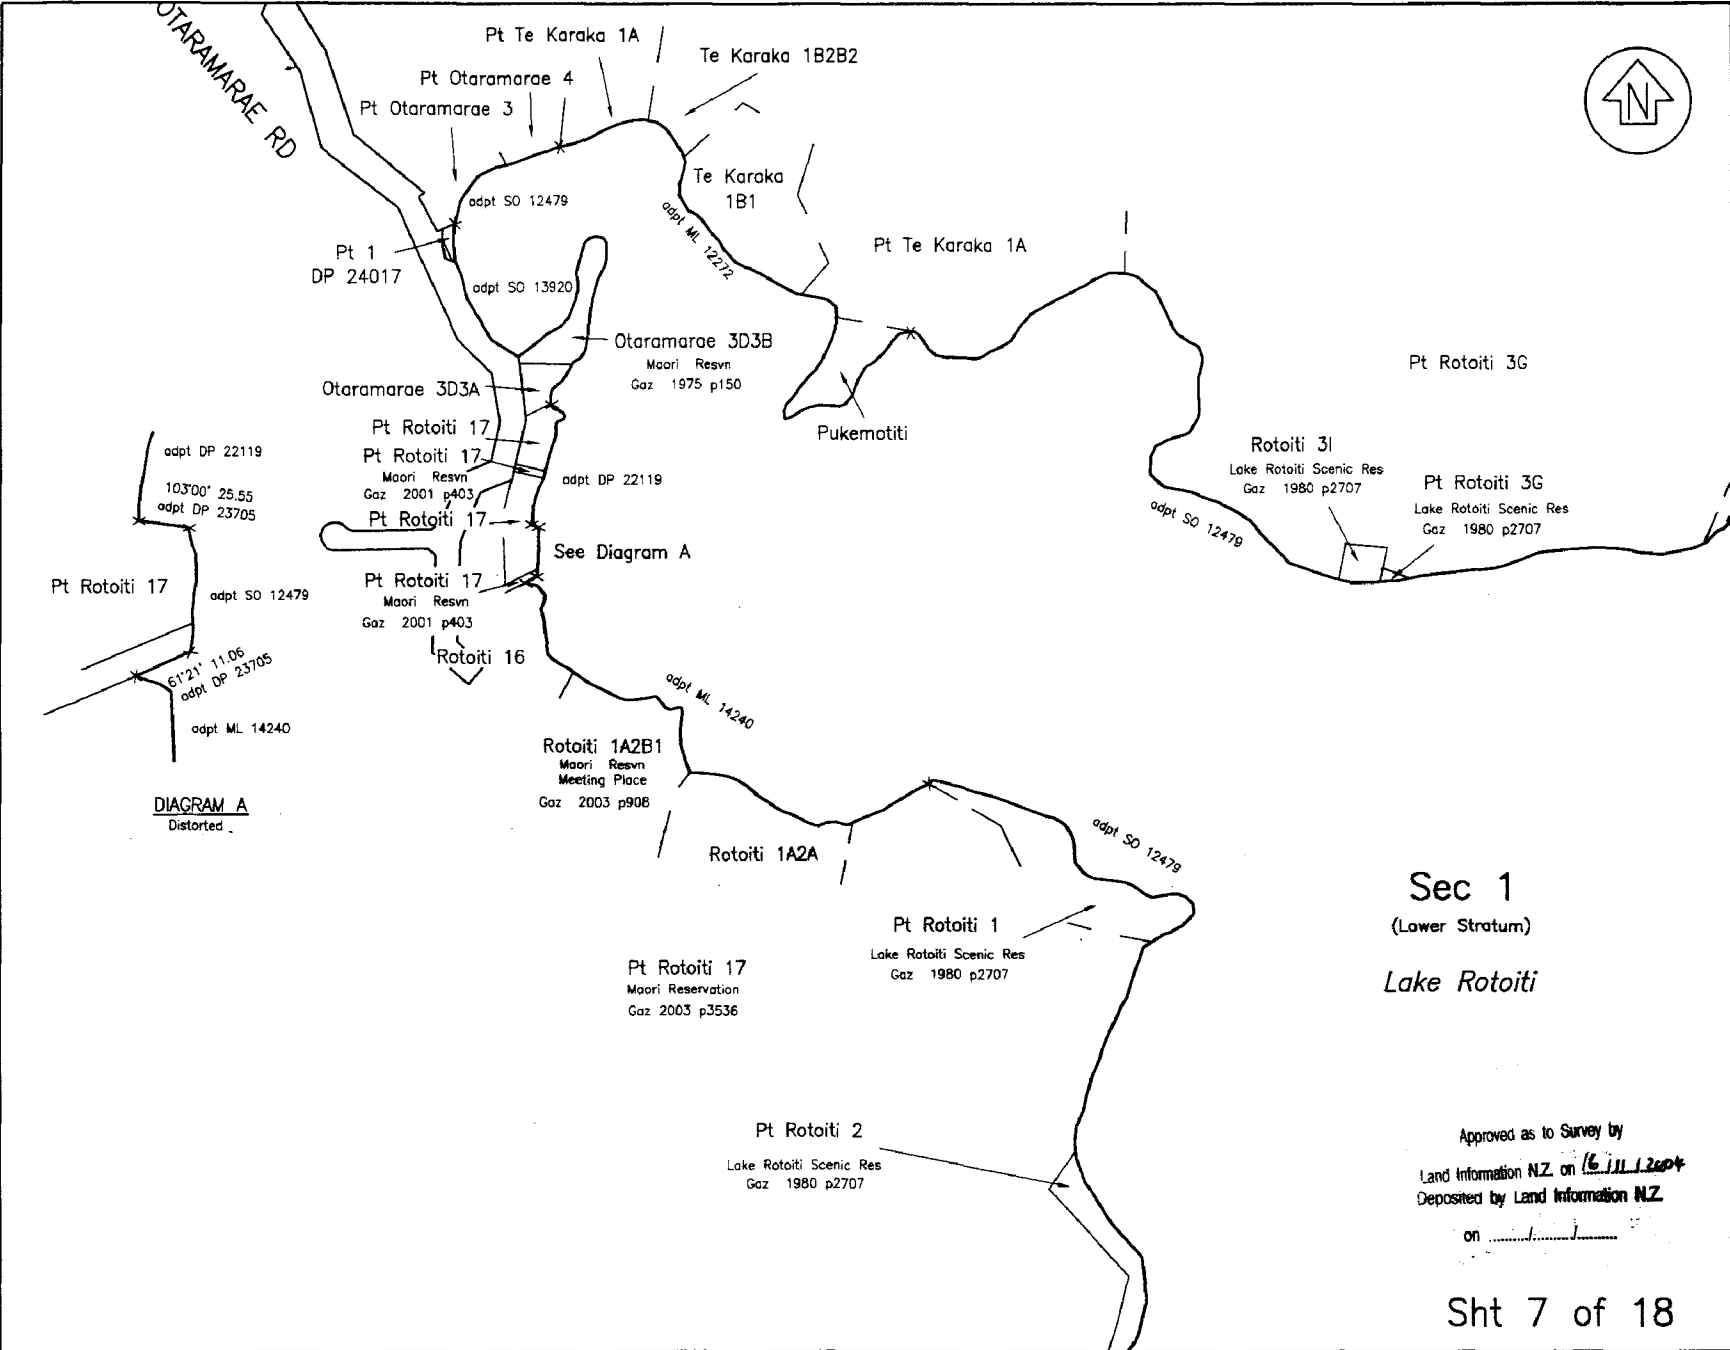 OTARAMARAE RD
Pt Te Karaka 1A
Te Karaka 1B2B2
Pt Otaramarae 4
Pt Otaramarae 3
N
Te Karaka
1B1
adpt SO 12479
adpt ML 12272
Pt Te Karaka 1A
Pt 1
DP 24017
adpt SO 13920
Otaramarae 3D3B
Maori Resvn
Gaz 1975 p150
Pt Rotoiti 3G
Otaramarae 3D3A
Pt Rotoiti 17
Pukemotiti
Pt Rotoiti 17
Maori Resvn
Gaz 2001 p403
adpt DP 22119
Rotoiti 3I
Lake Rotoiti Scenic Res
Gaz 1980 p2707
Pt Rotoiti 3G
Lake Rotoiti Scenic Res
Gaz 1980 p2707
adpt SO 12479
Pt Rotoiti 17
See Diagram A
Pt Rotoiti 17
Maori Resvn
Gaz 2001 p403
Rotoiti 16
adpt DP 22119
103°00' 25.55
adpt DP 23705
Pt Rotoiti 17
adpt SO 12479
61°21' 11.06
adpt DP 23705
adpt ML 14240
DIAGRAM A
Distorted
adpt ML 14240
Rotoiti 1A2B1
Maori Resvn
Meeting Place
Gaz 2003 p908
Rotoiti 1A2A
adpt SO 12479
Pt Rotoiti 1
Lake Rotoiti Scenic Res
Gaz 1980 p2707
Sec 1
(Lower Stratum)
Lake Rotoiti
Pt Rotoiti 17
Maori Reservation
Gaz 2003 p3536
Pt Rotoiti 2
Lake Rotoiti Scenic Res
Gaz 1980 p2707
Approved as to Survey by
Land Information N.Z. on 16/11/2004
Deposited by Land Information N.Z.
on ........./.........../...........
Sht 7 of 18